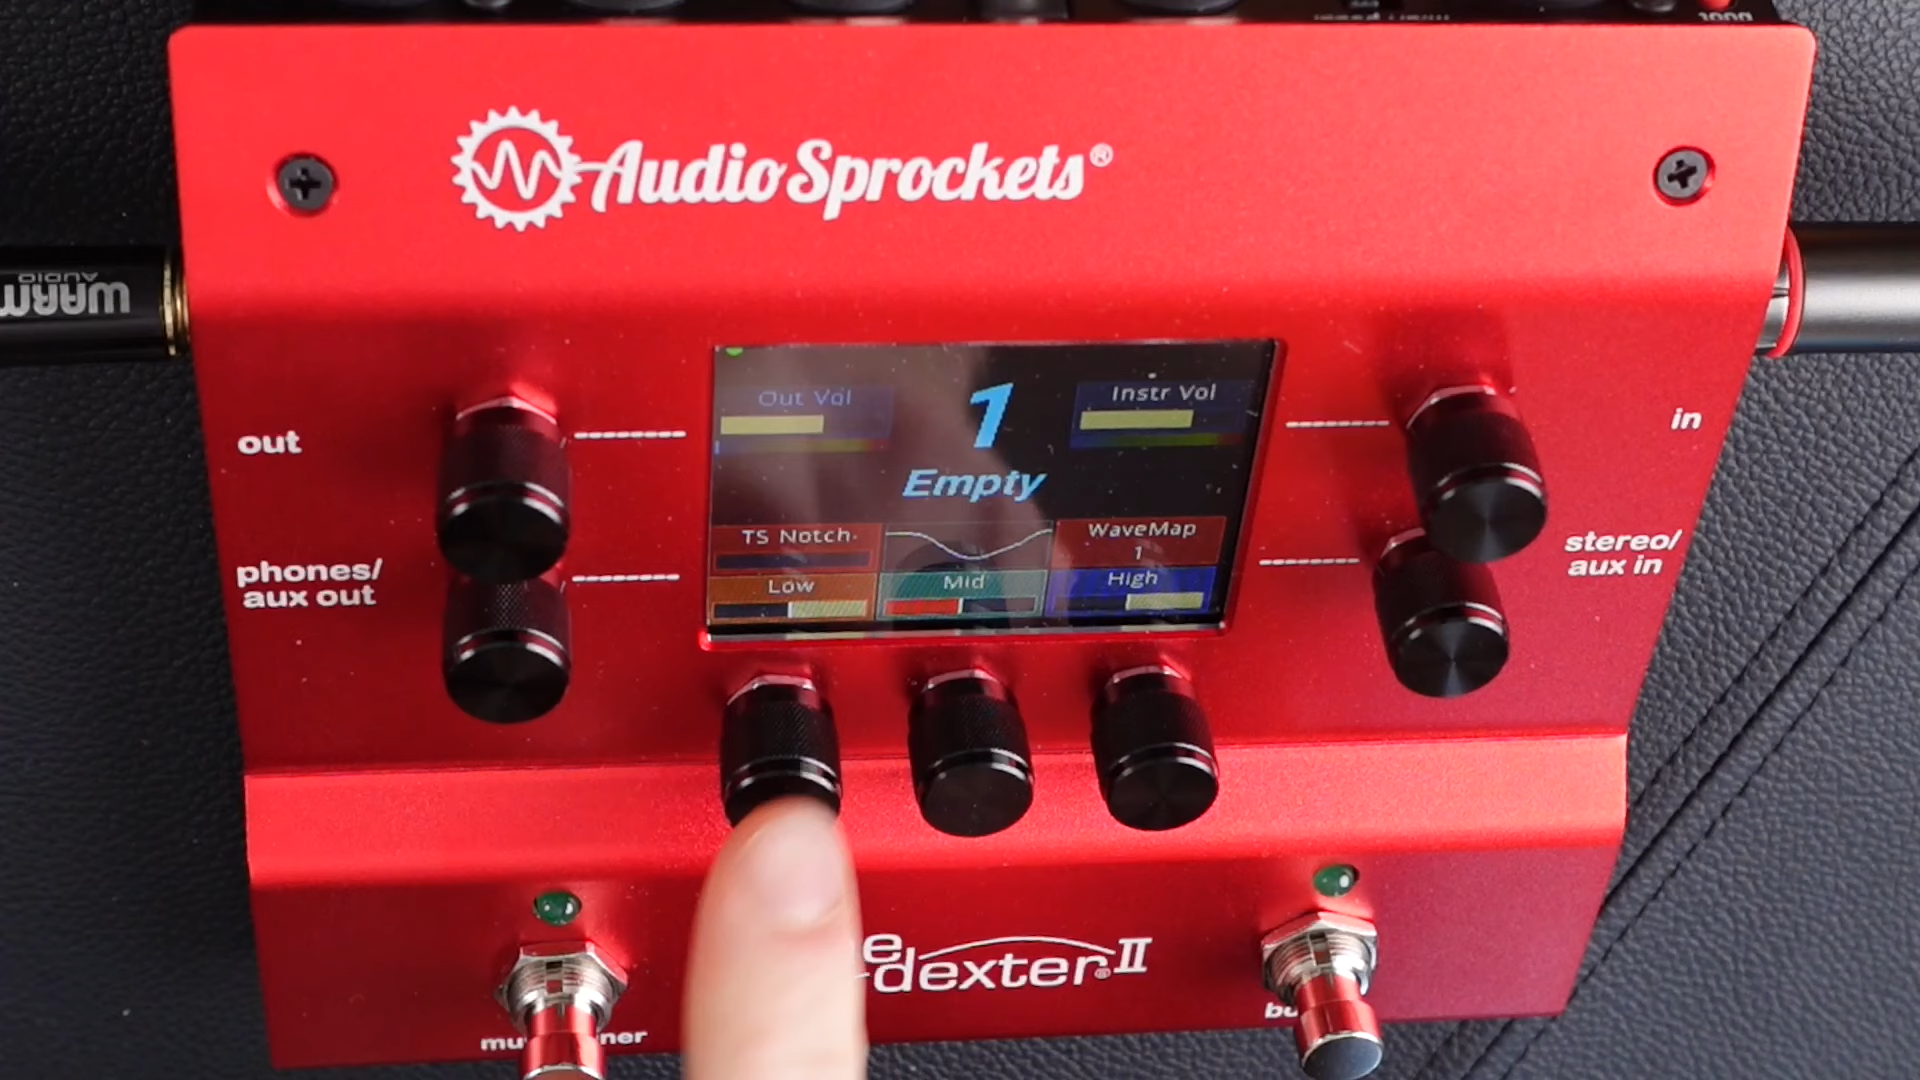 AudioSprockets®
WARM
AUDIO
out
phones/
aux out
Out Vol
1
Instr Vol
Empty
TS Notch
WaveMap
1
Low
Mid
High
in
stereo/
aux in
dexter® II